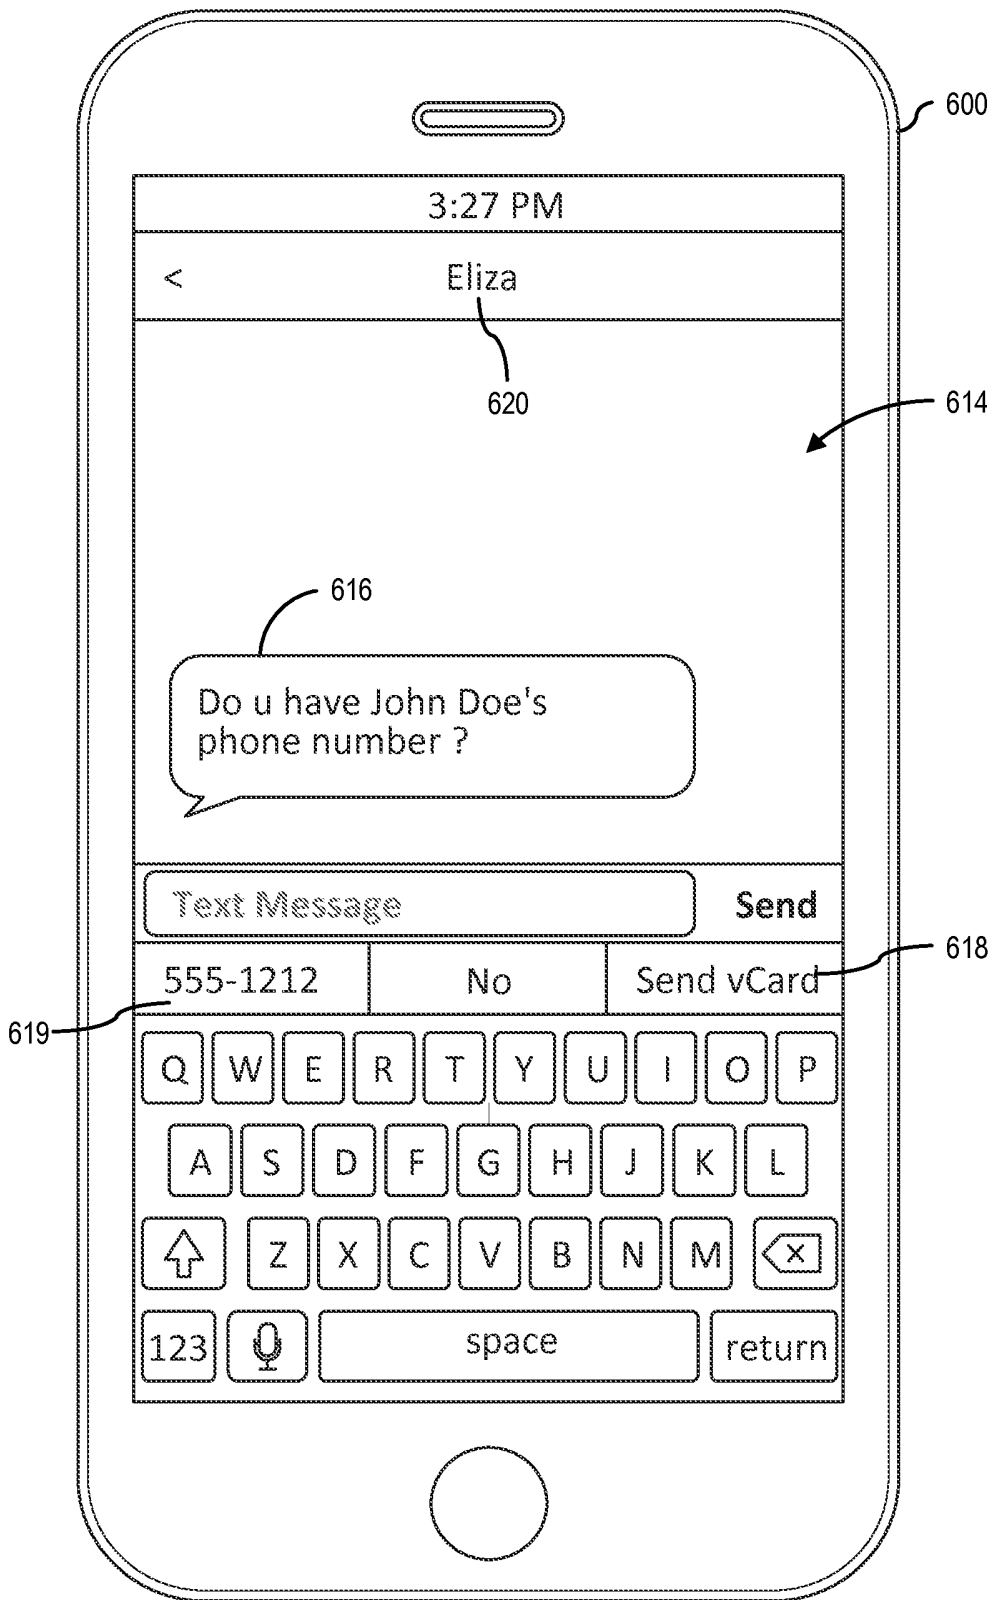 600
3:27 PM
< Eliza
620
614
616
Do u have John Doe's
phone number ?
Text Message Send
618
555-1212 No Send vCard
619
Q W E R T Y U I O P
A S D F G H J K L
Z X C V B N M
123 space return